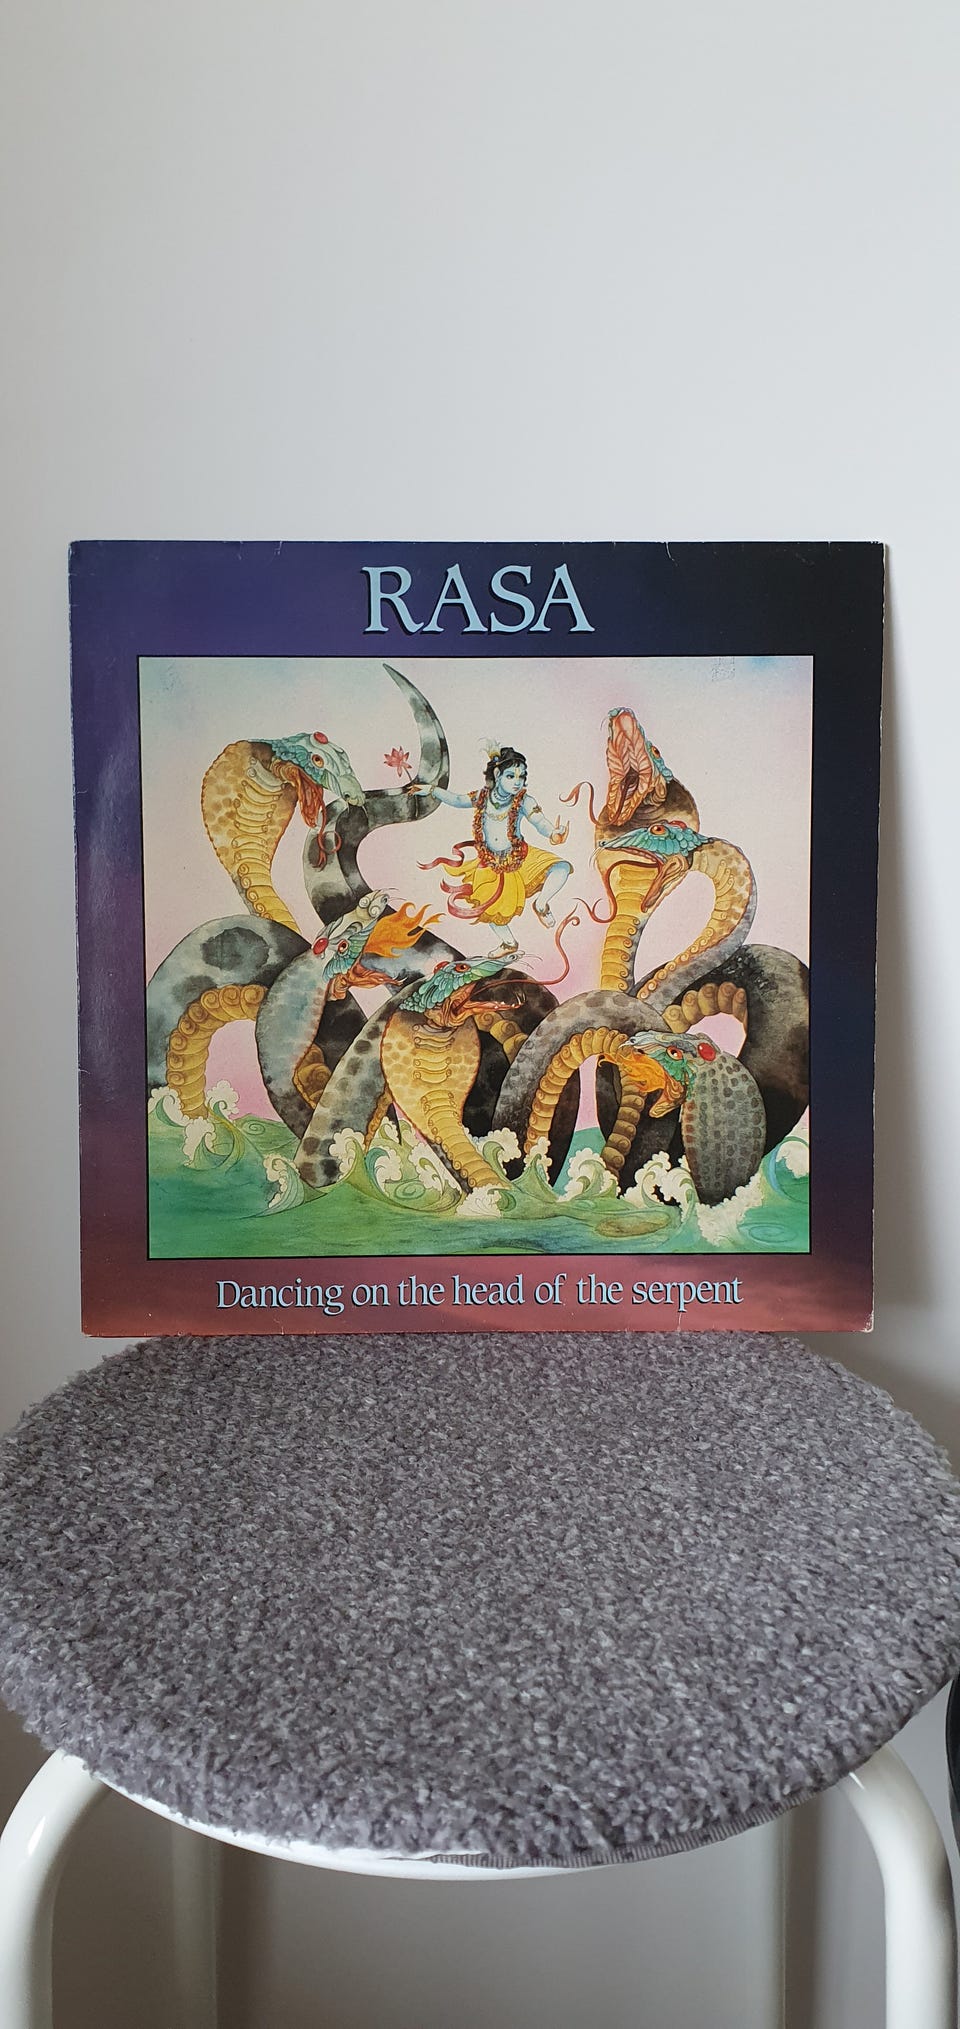 RASA
Dancing on the head of the serpent